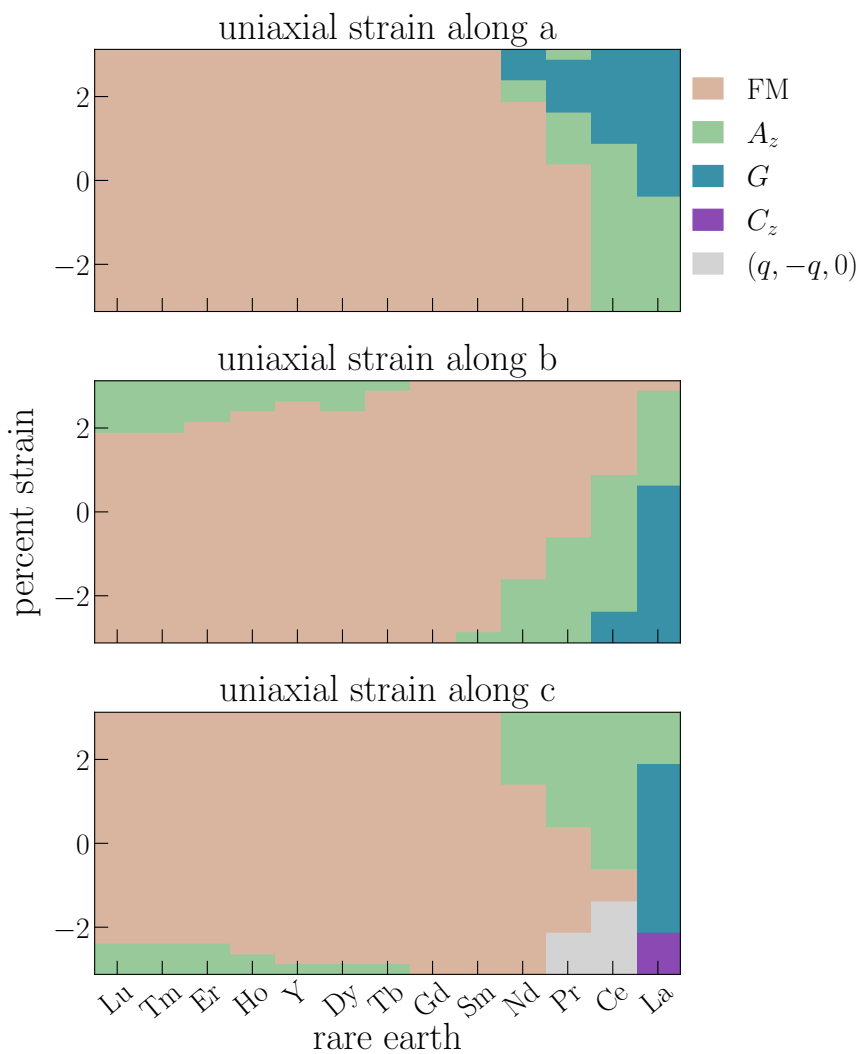 uniaxial strain along a
2
0
−2
FM
A_z
G
C_z
(q, −q, 0)
uniaxial strain along b
2
0
−2
percent strain
uniaxial strain along c
2
0
−2
Lu Tm Er Ho Y Dy Tb Gd Sm Nd Pr Ce La
rare earth